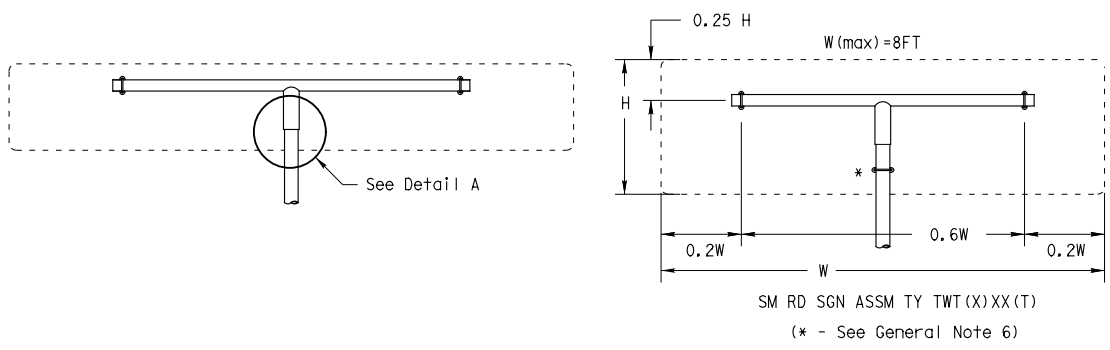 0.25 H
W(max)=8FT
H
See Detail A
*
0.2W
0.6W
0.2W
W
SM RD SGN ASSM TY TWT(X)XX(T)
(* - See General Note 6)